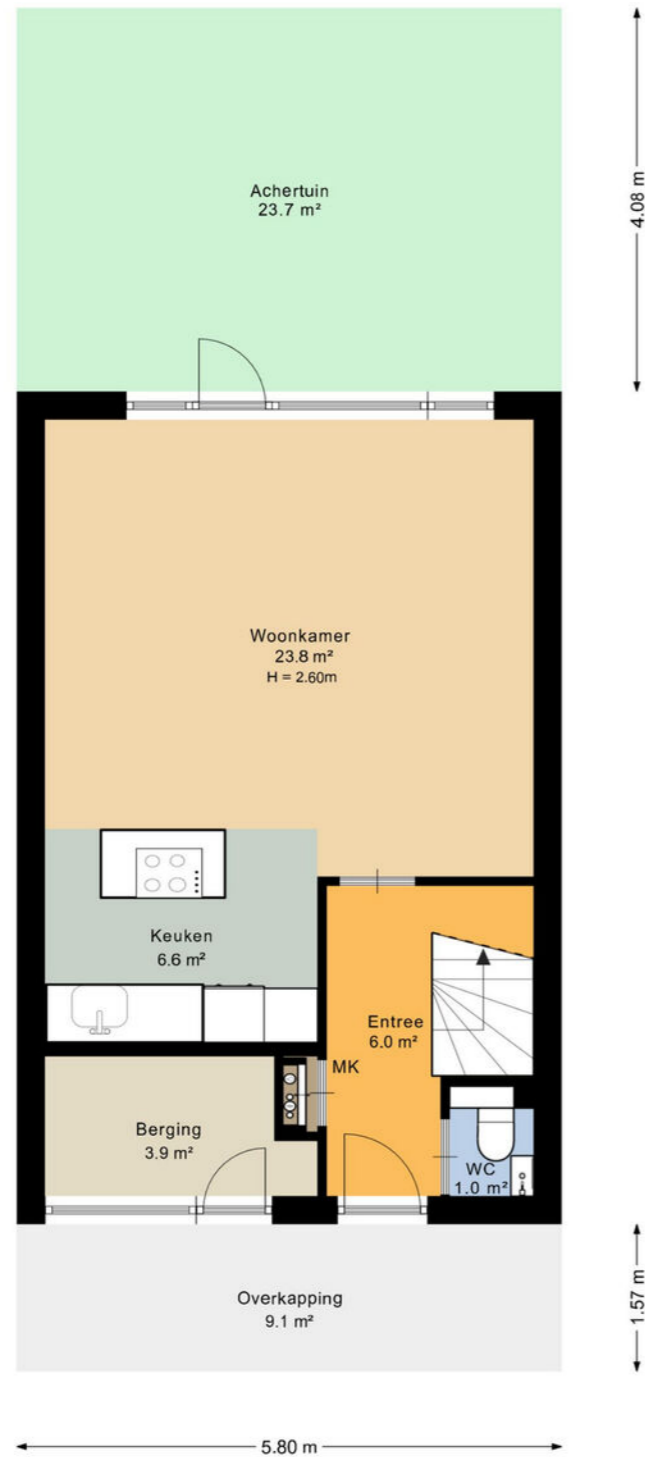 Achertuin
23.7 m²
4.08 m
Woonkamer
23.8 m²
H = 2.60m
Keuken
6.6 m²
Entree
6.0 m²
MK
Berging
3.9 m²
WC
1.0 m²
Overkapping
9.1 m²
1.57 m
5.80 m